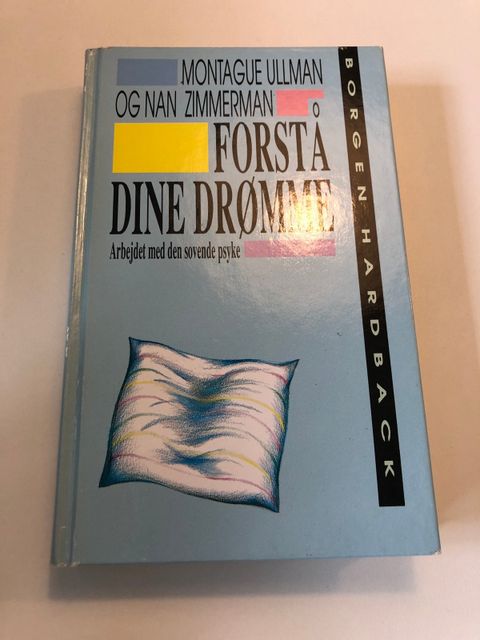 MONTAGUE ULLMAN
OG NAN ZIMMERMAN
FORSTÅ
DINE DRØMME
Arbejdet med den sovende psyke
BORGEN HARDBACK